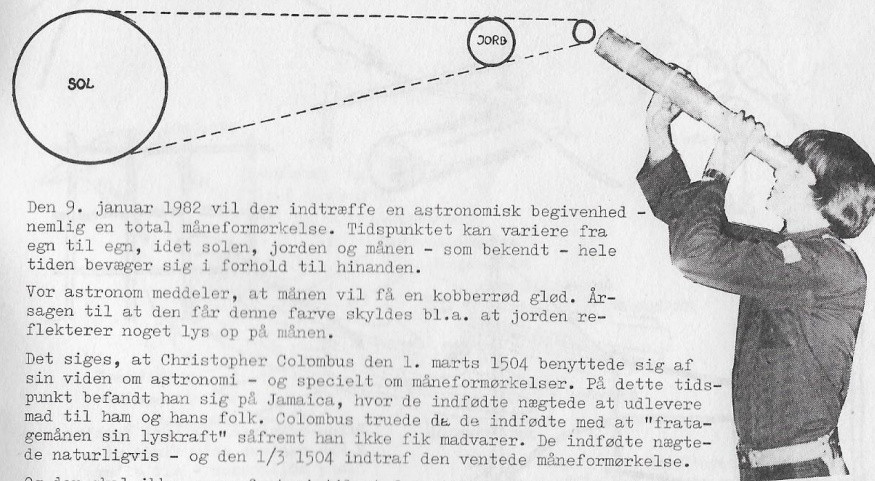 SOL
JORD
Den 9. januar 1982 vil der indtræffe en astronomisk begivenhed -
nemlig en total måneformørkelse. Tidspunktet kan variere fra
egn til egn, idet solen, jorden og månen - som bekendt - hele
tiden bevæger sig i forhold til hinanden.
Vor astronom meddeler, at månen vil få en kobberrød glød. År-
sagen til at den får denne farve skyldes bl.a. at jorden re-
flekterer noget lys op på månen.
Det siges, at Christopher Colombus den 1. marts 1504 benyttede sig af
sin viden om astronomi - og specielt om måneformørkelser. På dette tids-
punkt befandt han sig på Jamaica, hvor de indfødte nægtede at udlevere
mad til ham og hans folk. Colombus truede da de indfødte med at "frata-
gemånen sin lyskraft" såfremt han ikke fik madvarer. De indfødte nægte-
de naturligvis - og den 1/3 1504 indtraf den ventede måneformørkelse.